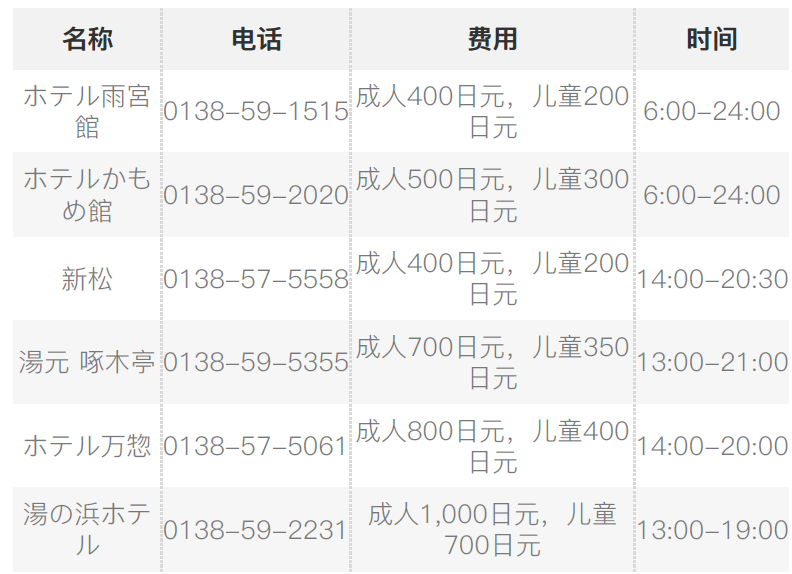 名称 电话 费用 时间
ホテル雨宮
館
0138-59-1515
成人400日元，儿童200
日元
6:00-24:00
ホテルかも
め館
0138-59-2020
成人500日元，儿童300
日元
6:00-24:00
新松
0138-57-5558
成人400日元，儿童200
日元
14:00-20:30
湯元 啄木亭
0138-59-5355
成人700日元，儿童350
日元
13:00-21:00
ホテル万惣
0138-57-5061
成人800日元，儿童400
日元
14:00-20:00
湯の浜ホテ
ル
0138-59-2231
成人1,000日元，儿童
700日元
13:00-19:00